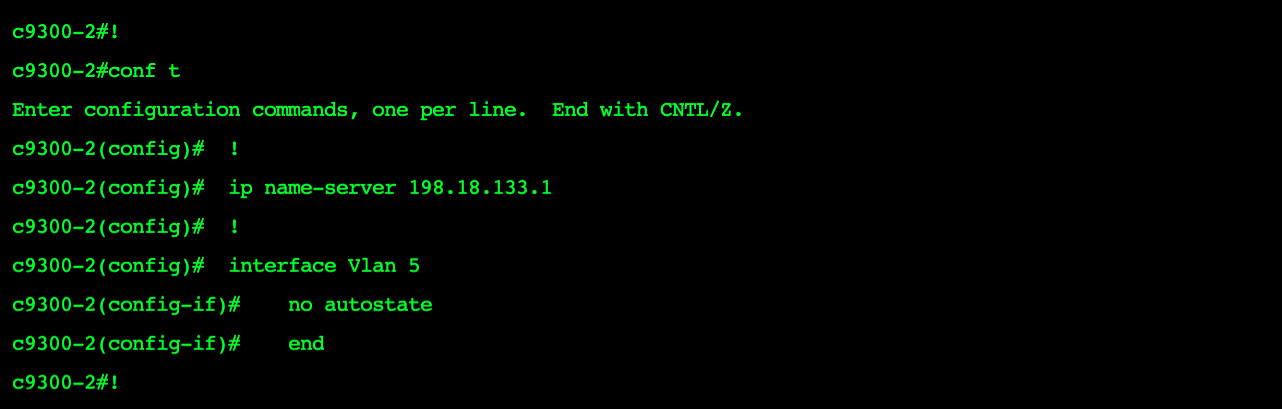 c9300-2#!
c9300-2#conf t
Enter configuration commands, one per line.  End with CNTL/Z.
c9300-2(config)#  !
c9300-2(config)#  ip name-server 198.18.133.1
c9300-2(config)#  !
c9300-2(config)#  interface Vlan 5
c9300-2(config-if)#    no autostate
c9300-2(config-if)#    end
c9300-2#!